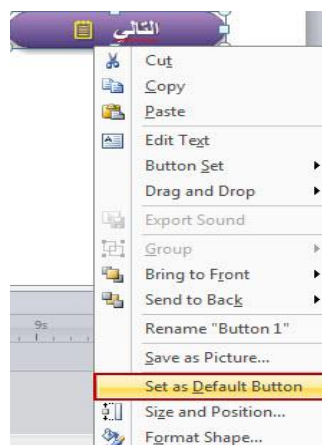 التالي
Cut
Copy
Paste
Edit Text
Button Set
Drag and Drop
Export Sound
Group
Bring to Front
Send to Back
Rename "Button 1"
Save as Picture...
Set as Default Button
Size and Position...
Format Shape...
9s